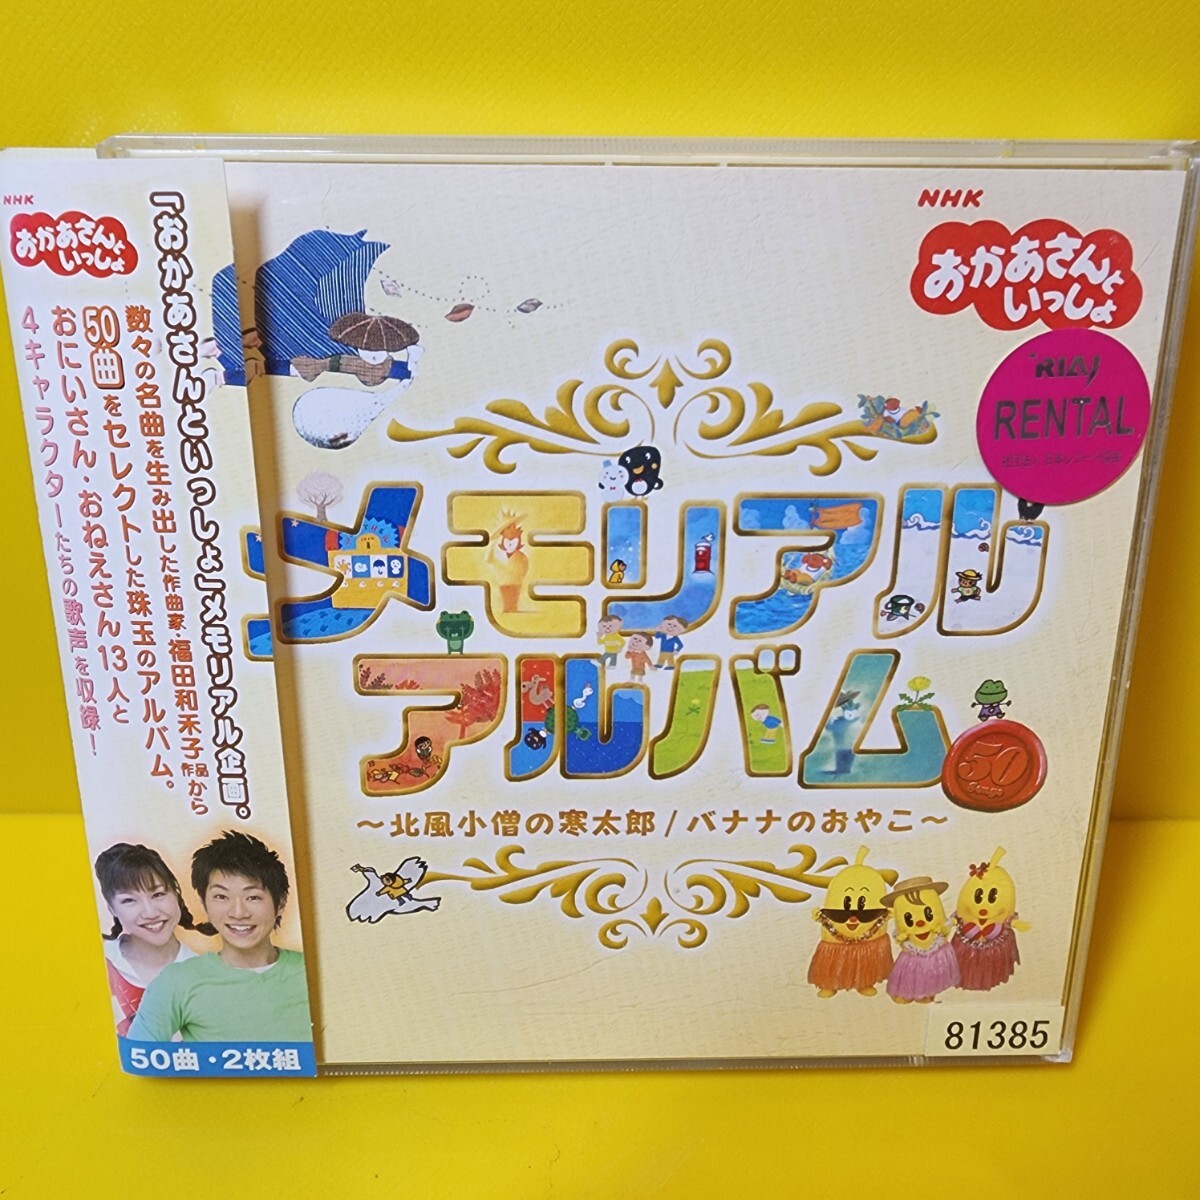 NHK
おかあさんと
いっしょ
「おかあさんといっしょ」メモリアル企画。
数々の名曲を生み出した作曲家・福田和禾子作品から
50曲をセレクトした珠玉のアルバム。
おにいさん・おねえさん13人と
4キャラクターたちの歌声を収録！
50曲・2枚組
NHK
おかあさんと
いっしょ
RIAJ
RENTAL
メモリアル
アルバム
50
Songs
～北風小僧の寒太郎/バナナのおやこ～
81385